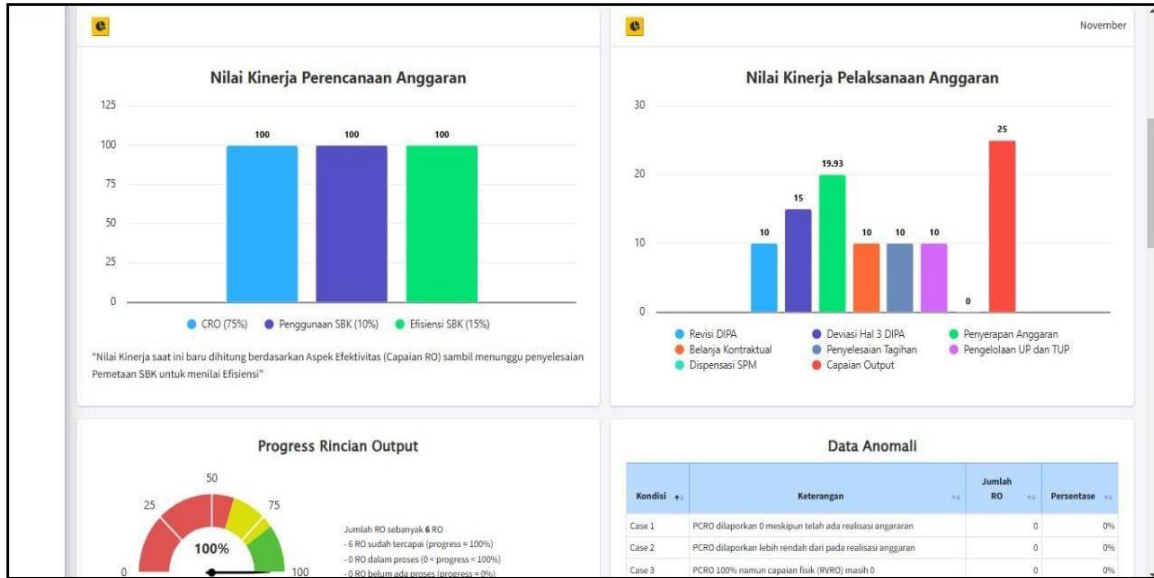 November
Nilai Kinerja Perencanaan Anggaran
125
100
75
50
25
0
100
100
100
CRO (75%) Penggunaan SBK (10%) Efisiensi SBK (15%)
"Nilai Kinerja saat ini baru dihitung berdasarkan Aspek Efektivitas (Capaian RO) sambil menunggu penyelesaian
Pemetaan SBK untuk menilai Efisiensi"
Nilai Kinerja Pelaksanaan Anggaran
30
20
10
0
10
15
19.93
10
10
10
0
25
Revisi DIPA Deviasi Hal 3 DIPA Penyerapan Anggaran
Belanja Kontraktual Penyelesaian Tagihan Pengelolaan UP dan TUP
Dispensasi SPM Capaian Output
Progress Rincian Output
0
25
50
75
100
100%
Jumlah RO sebanyak 6 RO
- 6 RO sudah tercapai (progress = 100%)
- 0 RO dalam proses (0 < progress < 100%)
- 0 RO belum ada proses (progress = 0%)
Data Anomali
Kondisi Keterangan Jumlah RO Persentase
Case 1 PCRO dilaporkan 0 meskipun telah ada realisasi angararan 0 0%
Case 2 PCRO dilaporkan lebih rendah dari pada realisasi anggaran 0 0%
Case 3 PCRO 100% namun capaian fisik (RVRO) masih 0 0 0%